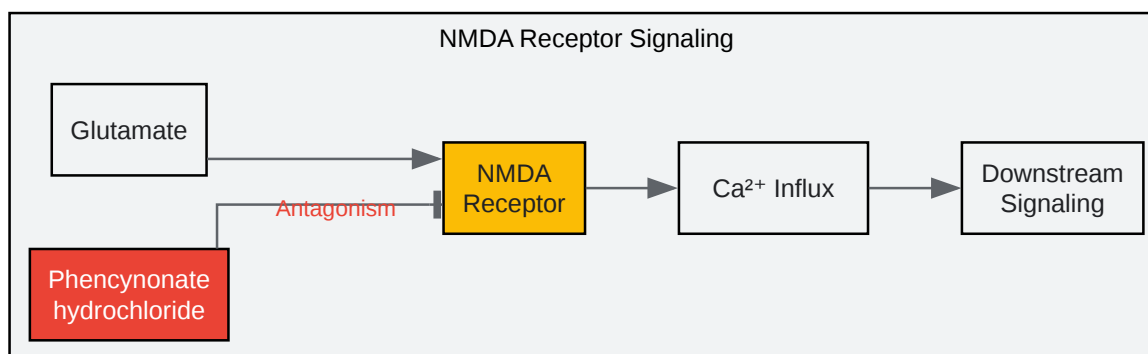 NMDA Receptor Signaling
Glutamate
NMDA
Receptor
Ca²⁺ Influx
Downstream
Signaling
Antagonism
Phencynonate
hydrochloride